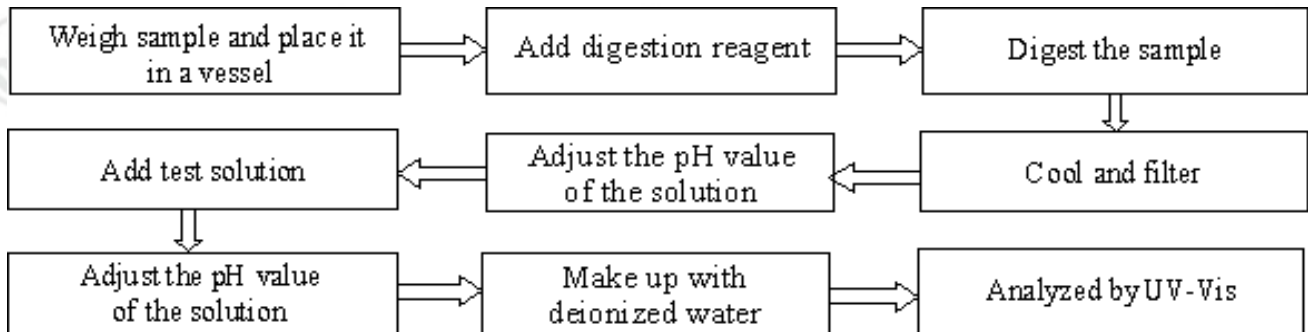 Weigh sample and place it
in a vessel
Add digestion reagent
Digest the sample
Cool and filter
Adjust the pH value
of the solution
Add test solution
Adjust the pH value
of the solution
Make up with
deionized water
Analyzed by UV-Vis